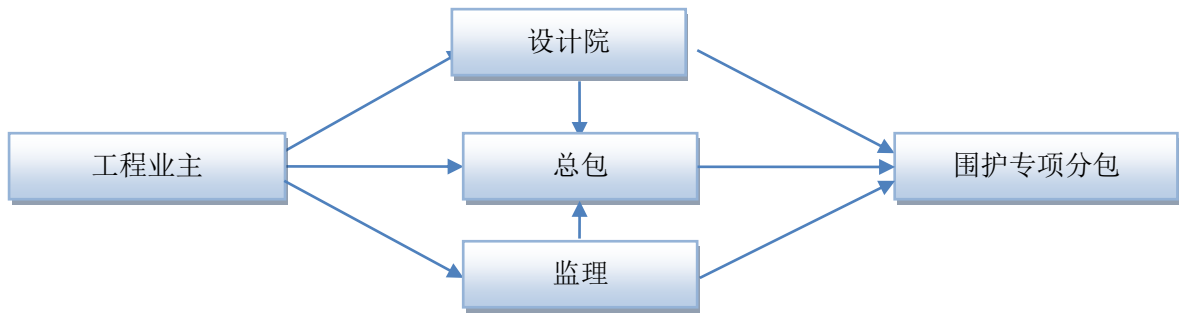 设计院
工程业主
总包
围护专项分包
监理